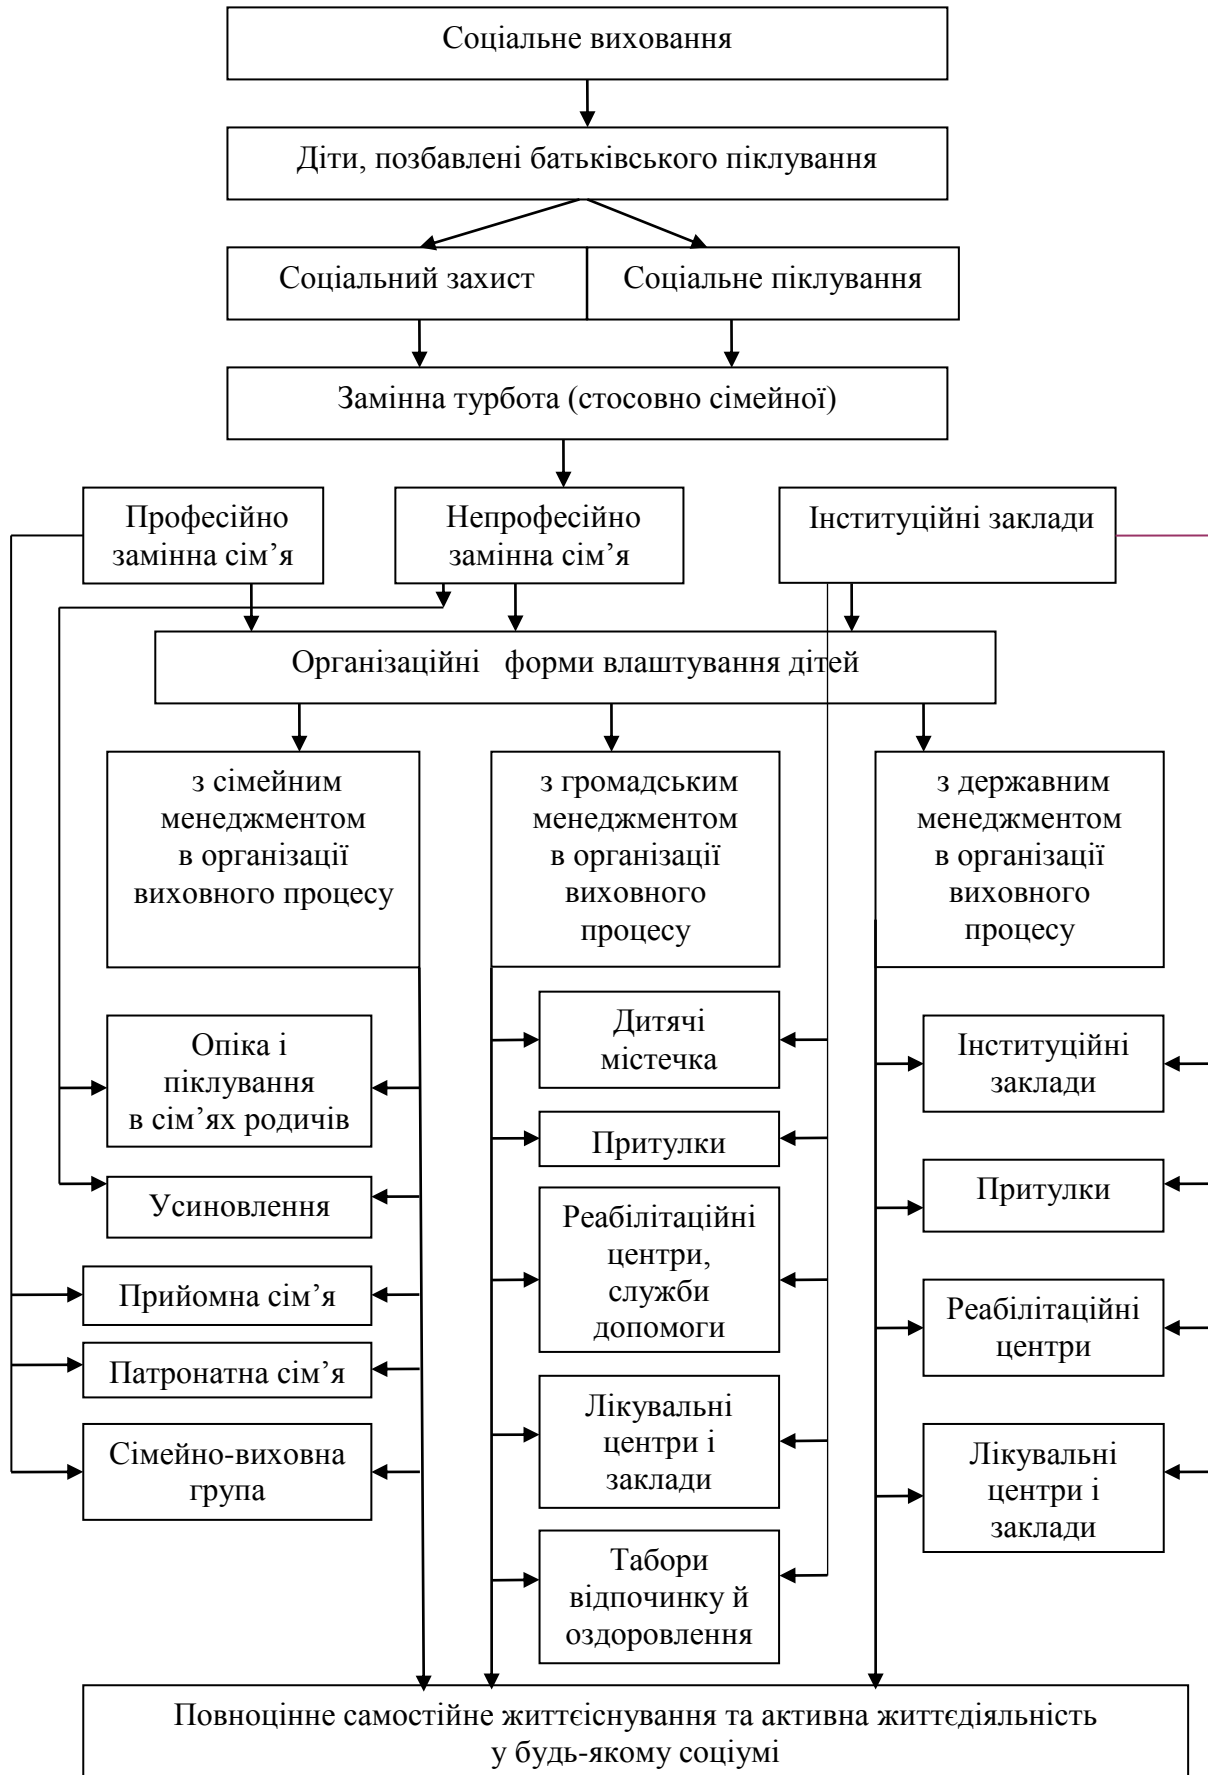 Соціальне виховання
Діти, позбавлені батьківського піклування
Соціальний захист
Соціальне піклування
Замінна турбота (стосовно сімейної)
Професійно
замінна сім’я
Непрофесійно
замінна сім’я
Інституційні заклади
Організаційні форми влаштування дітей
з сімейним
менеджментом
в організації
виховного процесу
з громадським
менеджментом
в організації
виховного
процесу
з державним
менеджментом
в організації
виховного
процесу
Опіка і
піклування
в сім’ях родичів
Усиновлення
Прийомна сім’я
Патронатна сім’я
Сімейно-виховна
група
Дитячі
містечка
Притулки
Реабілітаційні
центри,
служби
допомоги
Лікувальні
центри і
заклади
Табори
відпочинку й
оздоровлення
Інституційні
заклади
Притулки
Реабілітаційні
центри
Лікувальні
центри і
заклади
Повноцінне самостійне життєіснування та активна життєдіяльність
у будь-якому соціумі